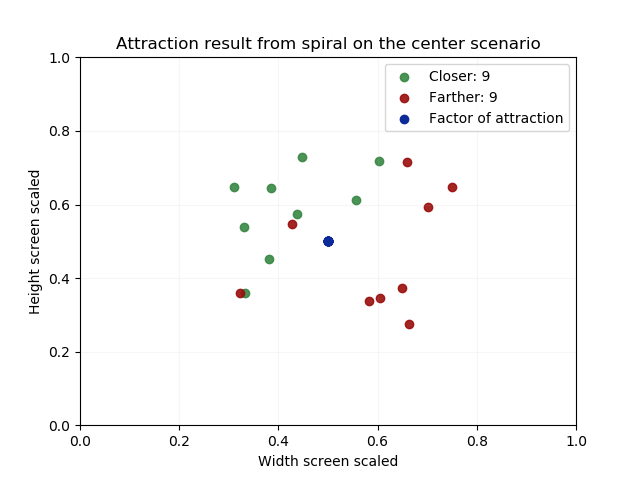 Attraction result from spiral on the center scenario
Closer: 9
Farther: 9
Factor of attraction
Height screen scaled
1.0
0.8
0.6
0.4
0.2
0.0
0.0 0.2 0.4 0.6 0.8 1.0
Width screen scaled